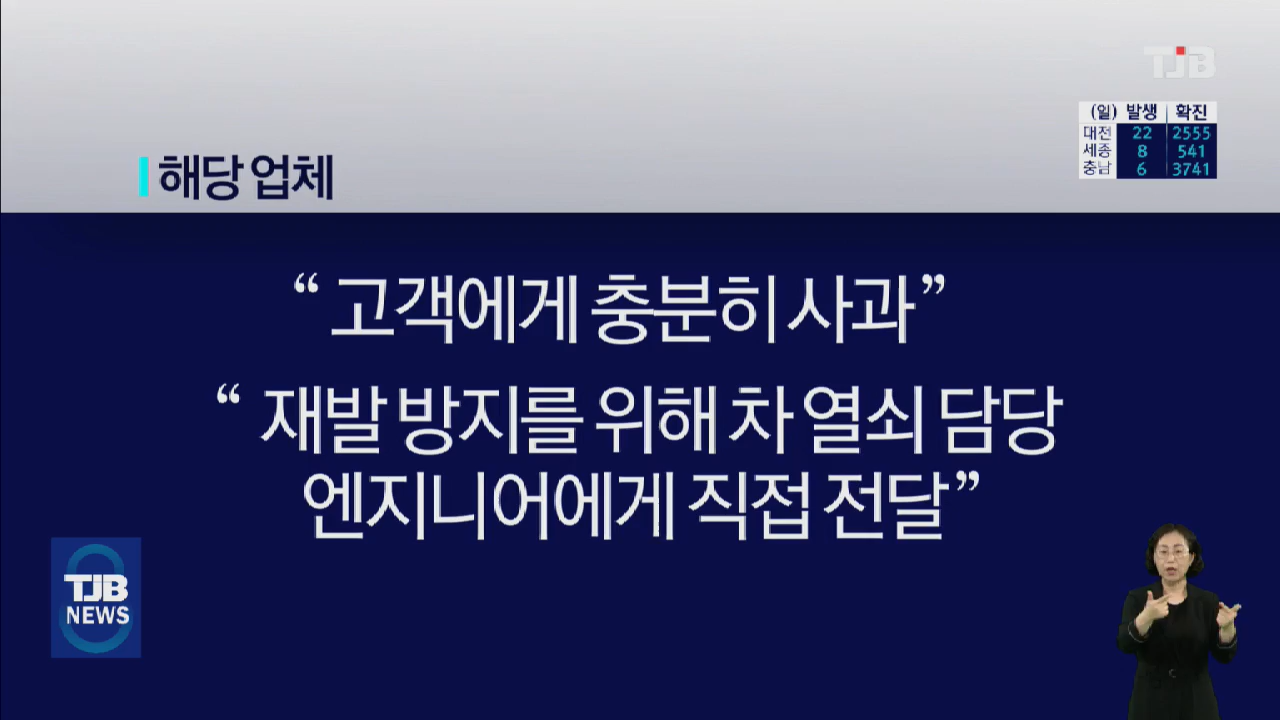 TJB
(일) 발생 확진
대전 22 2555
세종 8 541
충남 6 3741
해당 업체
“ 고객에게 충분히 사과”
“ 재발 방지를 위해 차 열쇠 담당
엔지니어에게 직접 전달”
8
TJB
NEWS